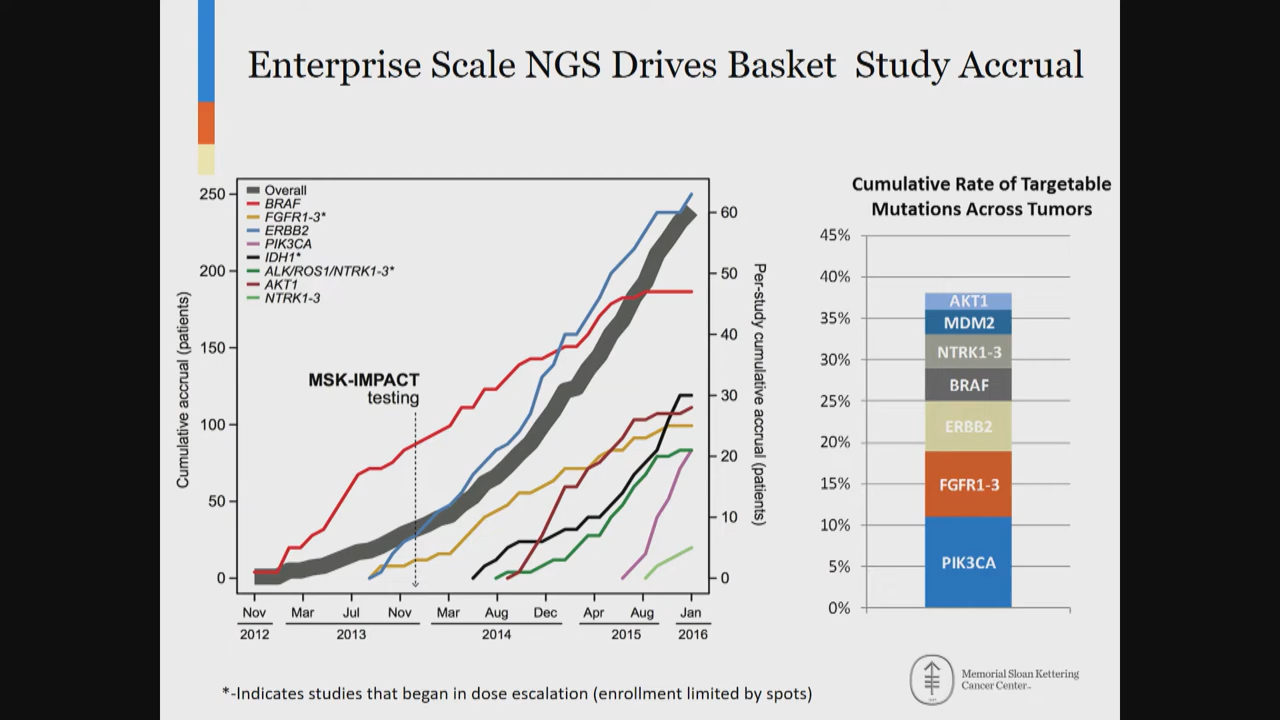 Enterprise Scale NGS Drives Basket Study Accrual
Overall
BRAF
FGFR1-3*
ERBB2
PIK3CA
IDH1*
ALK/ROS1/NTRK1-3*
AKT1
NTRK1-3
MSK-IMPACT
testing
Cumulative accrual (patients)
250
200
150
100
50
0
Per-study cumulative accrual (patients)
60
50
40
30
20
10
0
Nov Mar Jul Nov Mar Aug Dec Apr Aug Jan
2012 2013 2014 2015 2016
Cumulative Rate of Targetable
Mutations Across Tumors
45%
40%
35%
30%
25%
20%
15%
10%
5%
0%
AKT1
MDM2
NTRK1-3
BRAF
ERBB2
FGFR1-3
PIK3CA
*-Indicates studies that began in dose escalation (enrollment limited by spots)
Memorial Sloan Kettering
Cancer Center